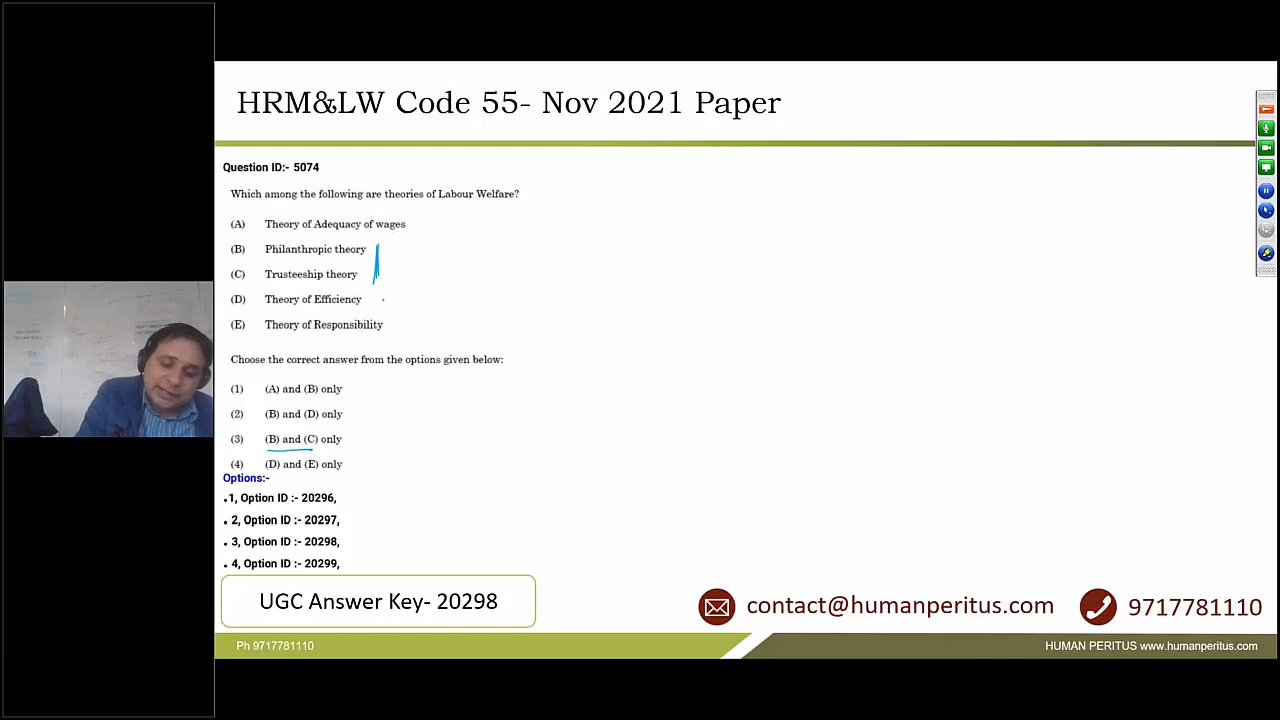 HRM&LW Code 55- Nov 2021 Paper
Question ID:- 5074
Which among the following are theories of Labour Welfare?
(A) Theory of Adequacy of wages
(B) Philanthropic theory
(C) Trusteeship theory
(D) Theory of Efficiency
(E) Theory of Responsibility
Choose the correct answer from the options given below:
(1) (A) and (B) only
(2) (B) and (D) only
(3) (B) and (C) only
(4) (D) and (E) only
Options:-
.1, Option ID :- 20296,
. 2, Option ID :- 20297,
. 3, Option ID :- 20298,
. 4, Option ID :- 20299,
UGC Answer Key- 20298
contact@humanperitus.com
9717781110
Ph 9717781110
HUMAN PERITUS www.humanperitus.com